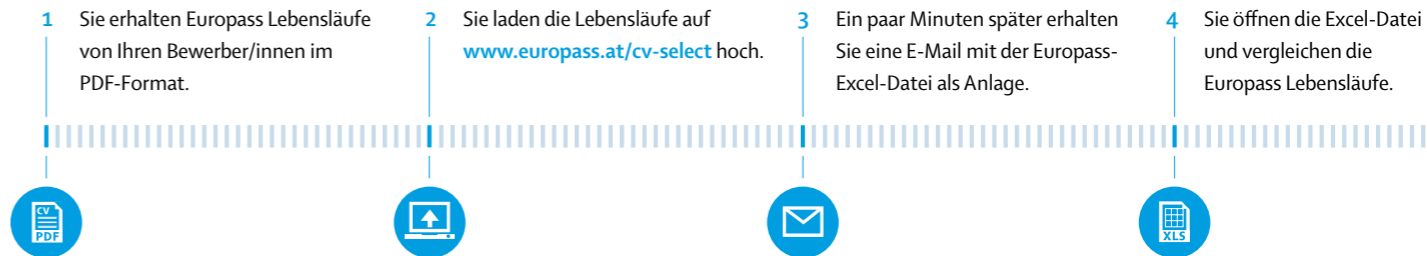 1 Sie erhalten Europass Lebensläufe
von Ihren Bewerber/innen im
PDF-Format.
2 Sie laden die Lebensläufe auf
www.europass.at/cv-select hoch.
3 Ein paar Minuten später erhalten
Sie eine E-Mail mit der Europass-
Excel-Datei als Anlage.
4 Sie öffnen die Excel-Datei
und vergleichen die
Europass Lebensläufe.
CV
PDF
XLS